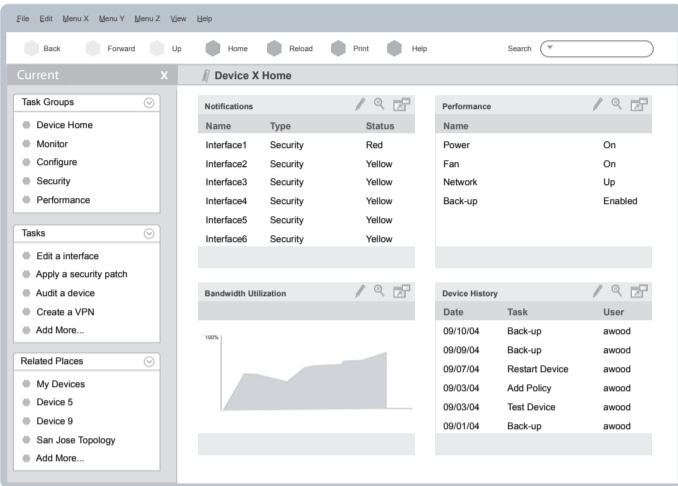 File Edit Menu X Menu Y Menu Z View Help
Back Forward Up Home Reload Print Help Search
Current X
Device X Home
Task Groups
Device Home
Monitor
Configure
Security
Performance
Tasks
Edit a interface
Apply a security patch
Audit a device
Create a VPN
Add More...
Related Places
My Devices
Device 5
Device 9
San Jose Topology
Add More...
Notifications
Name Type Status
Interface1 Security Red
Interface2 Security Yellow
Interface3 Security Yellow
Interface4 Security Yellow
Interface5 Security Yellow
Interface6 Security Yellow
Performance
Name
Power On
Fan On
Network Up
Back-up Enabled
Bandwidth Utilization
100%
Device History
Date Task User
09/10/04 Back-up awood
09/09/04 Back-up awood
09/07/04 Restart Device awood
09/03/04 Add Policy awood
09/03/04 Test Device awood
09/01/04 Back-up awood